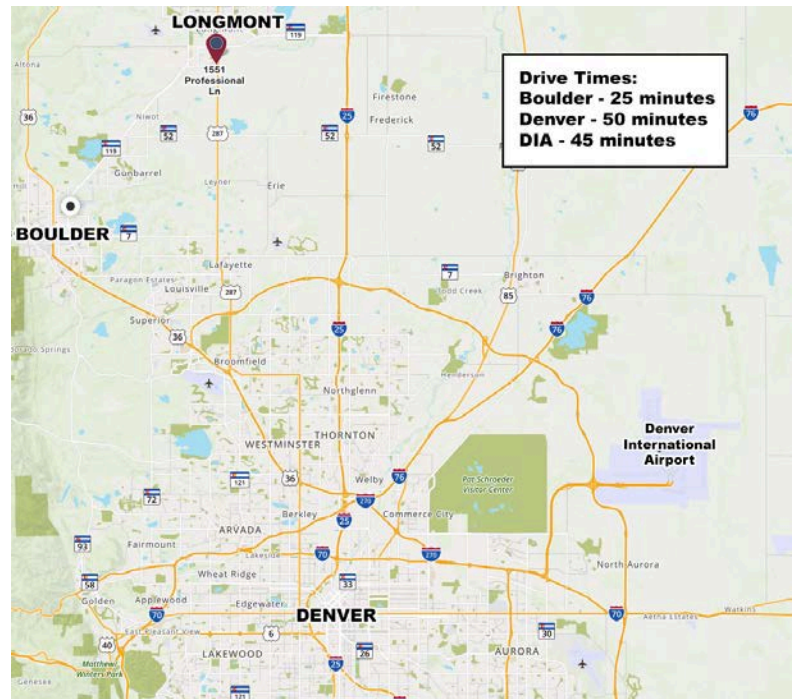 LONGMONT
119
1551
Professional
Ln
Altona
25
Firestone
Frederick
Drive Times:
Boulder - 25 minutes
Denver - 50 minutes
DIA - 45 minutes
76
36
Niwot
52
287
52
52
119
Gunbarrel
Leyner
Erie
BOULDER
7
Lafayette
Paragon Estates
Louisville
287
7
Todd Creek
Brighton
85
76
Superior
36
25
76
Broomfield
Henderson
Northglenn
THORNTON
WESTMINSTER
Denver
International
Airport
36
Welby
76
Pat Schroeder
Visitor Center
121
72
270
Berkley
25
Commerce City
ARVADA
93
Fairmount
Lakeside
70
270
North Aurora
58
Wheat Ridge
33
Golden
Applewood
Edgewater
DENVER
70
70
Aetna Estates
Watkins
40
East Pleasant View
6
26
30
LAKEWOOD
AURORA
Matthews
Winters Park
25
Genesee